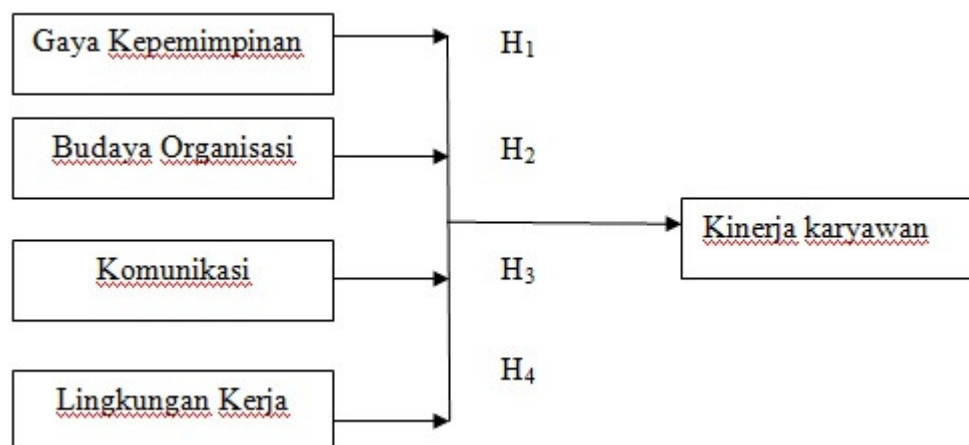 Gaya Kepemimpinan
H₁
Budaya Organisasi
H₂
Kinerja karyawan
Komunikasi
H₃
Lingkungan Kerja
H₄